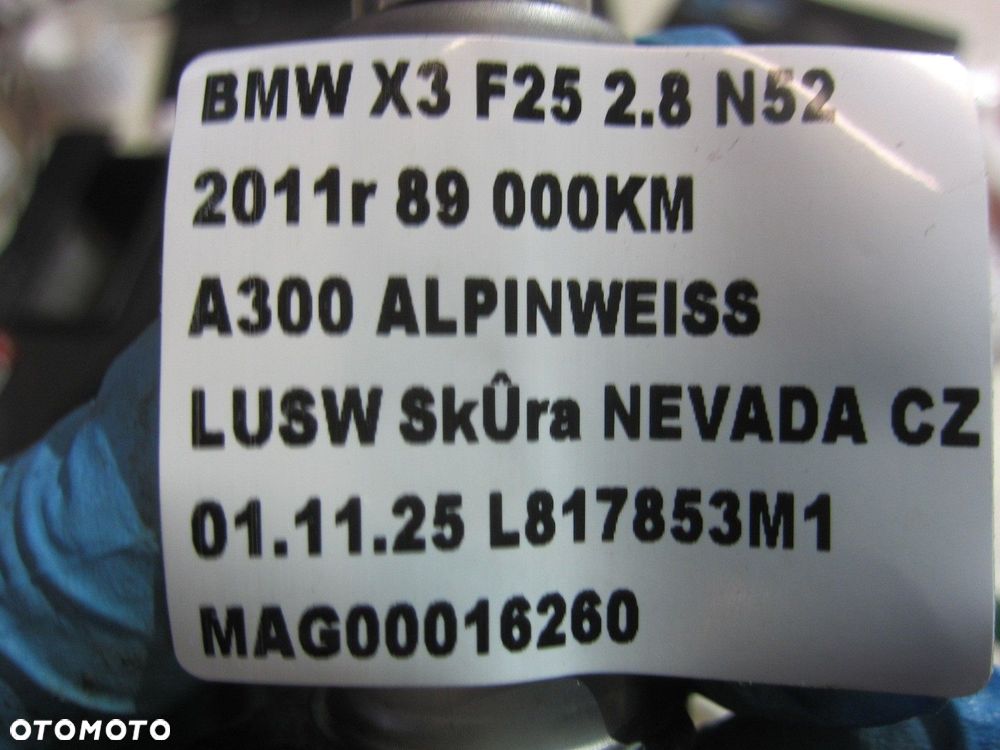 BMW X3 F25 2.8 N52
2011r 89 000KM
A300 ALPINWEISS
LUSW SkÛra NEVADA CZ
01.11.25 L817853M1
MAG00016260
OTOMOTO